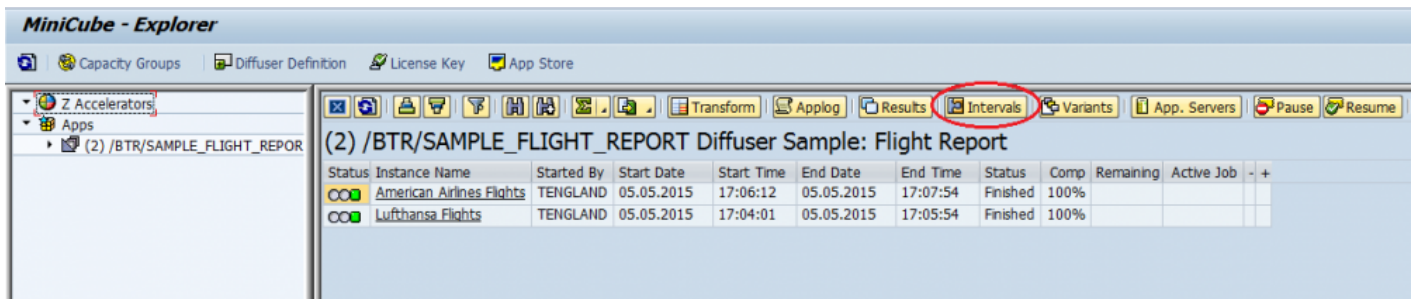 MiniCube - Explorer
Capacity Groups Diffuser Definition License Key App Store
Z Accelerators
Apps
(2) /BTR/SAMPLE_FLIGHT_REPOR
Transform Applog Results Intervals Variants App. Servers Pause Resume
(2) /BTR/SAMPLE_FLIGHT_REPORT Diffuser Sample: Flight Report
Status Instance Name Started By Start Date Start Time End Date End Time Status Comp Remaining Active Job - +
American Airlines Flights TENGLAND 05.05.2015 17:06:12 05.05.2015 17:07:54 Finished 100%
Lufthansa Flights TENGLAND 05.05.2015 17:04:01 05.05.2015 17:05:54 Finished 100%